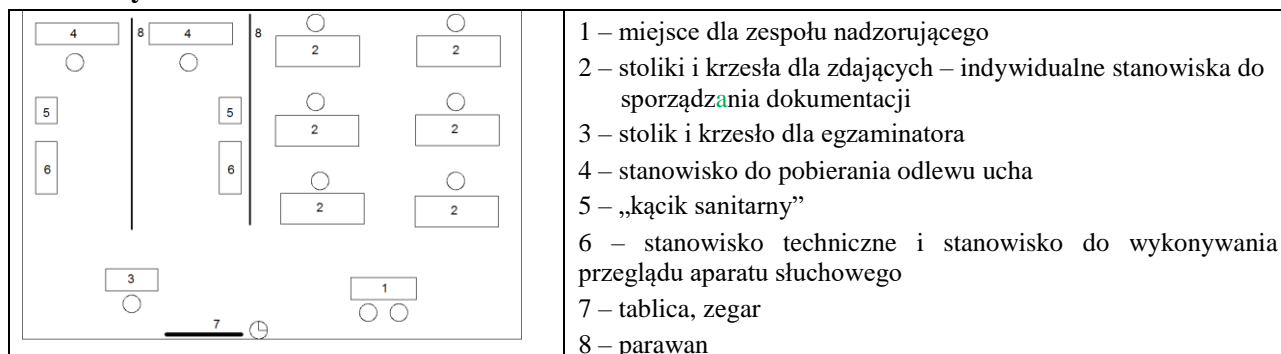 4
8
4
8
2
2
5
5
2
2
6
6
2
2
3
1
7
1 – miejsce dla zespołu nadzorującego
2 – stoliki i krzesła dla zdających – indywidualne stanowiska do
sporządzania dokumentacji
3 – stolik i krzesło dla egzaminatora
4 – stanowisko do pobierania odlewu ucha
5 – „kącik sanitarny”
6 – stanowisko techniczne i stanowisko do wykonywania
przeglądu aparatu słuchowego
7 – tablica, zegar
8 – parawan